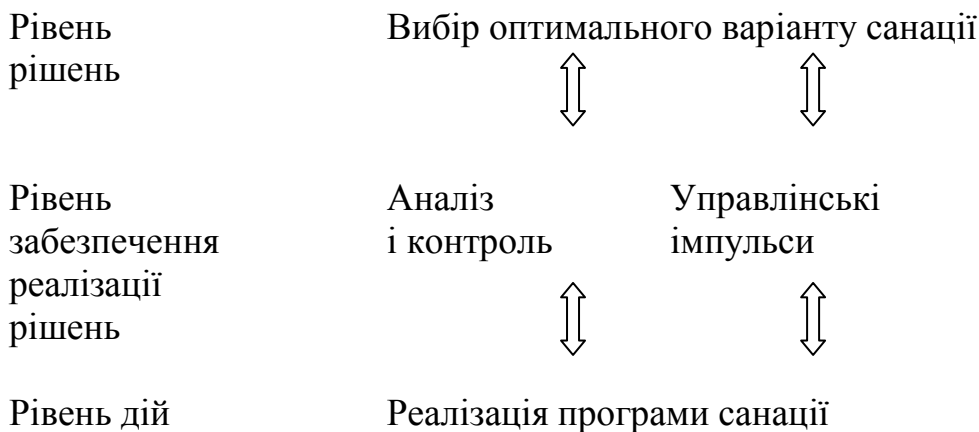 Рівень
рішень
Вибір оптимального варіанту санації
Рівень
забезпечення
реалізації
рішень
Аналіз
і контроль
Управлінські
імпульси
Рівень дій
Реалізація програми санації